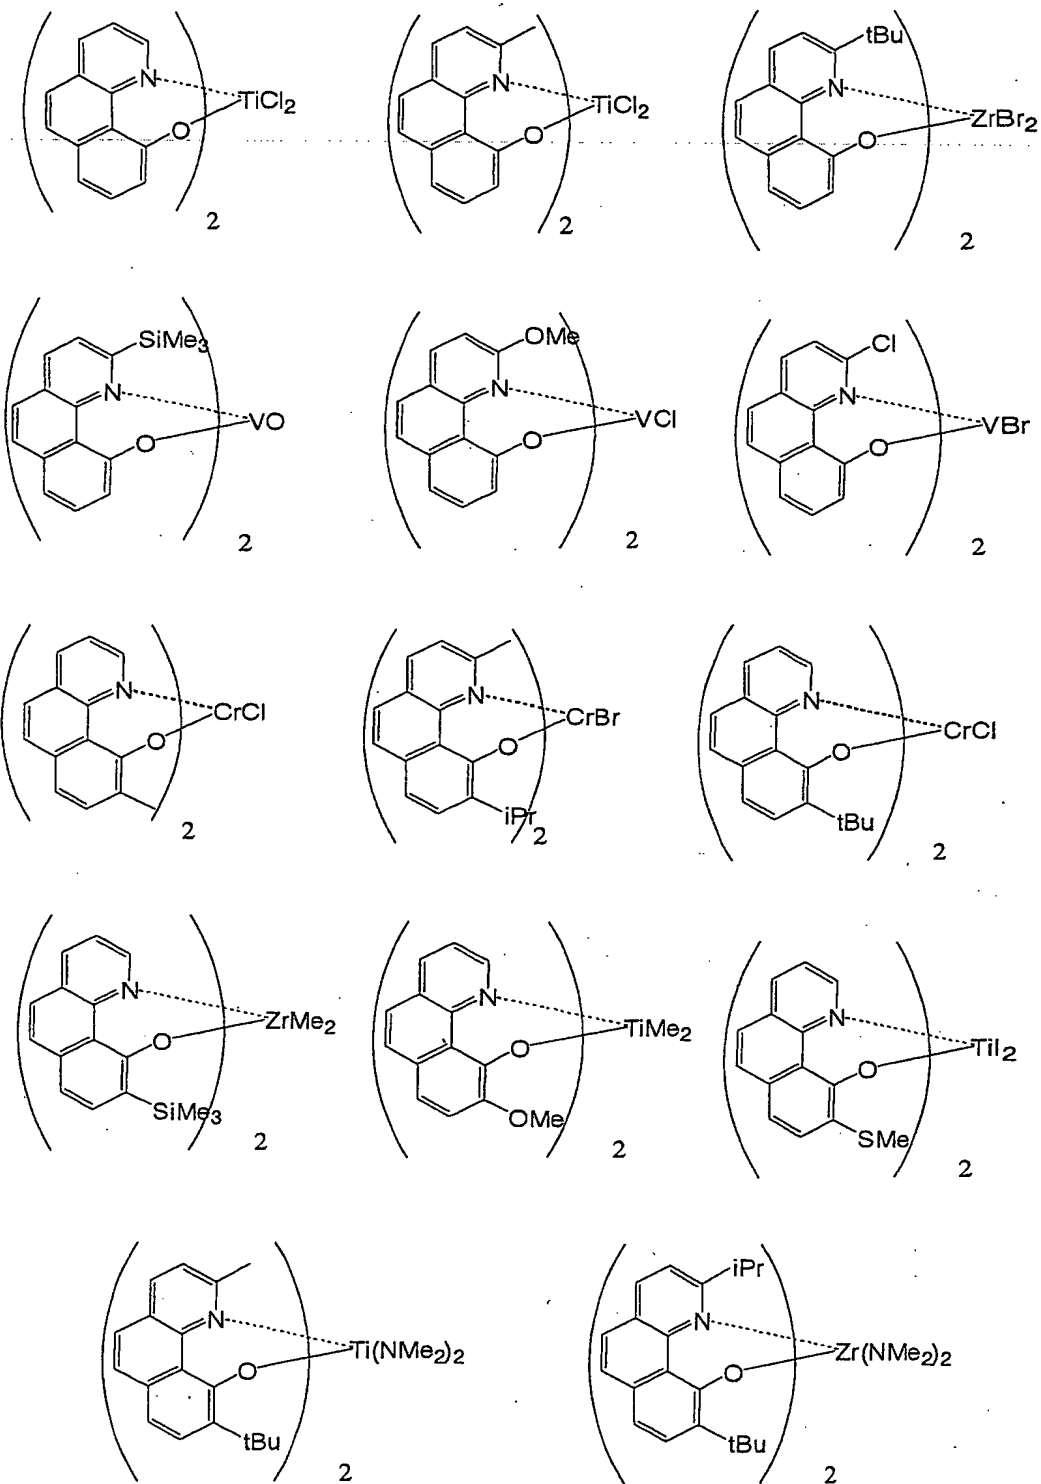 N O TiCl2 2
N O TiCl2 2
tBu N O ZrBr2 2
SiMe3 N O VO 2
OMe N O VCl 2
Cl N O VBr 2
N O CrCl 2
N O CrBr iPr 2
N O CrCl tBu 2
N O ZrMe2 SiMe3 2
N O TiMe2 OMe 2
N O TiI2 SMe 2
N O Ti(NMe2)2 tBu 2
iPr N O Zr(NMe2)2 tBu 2